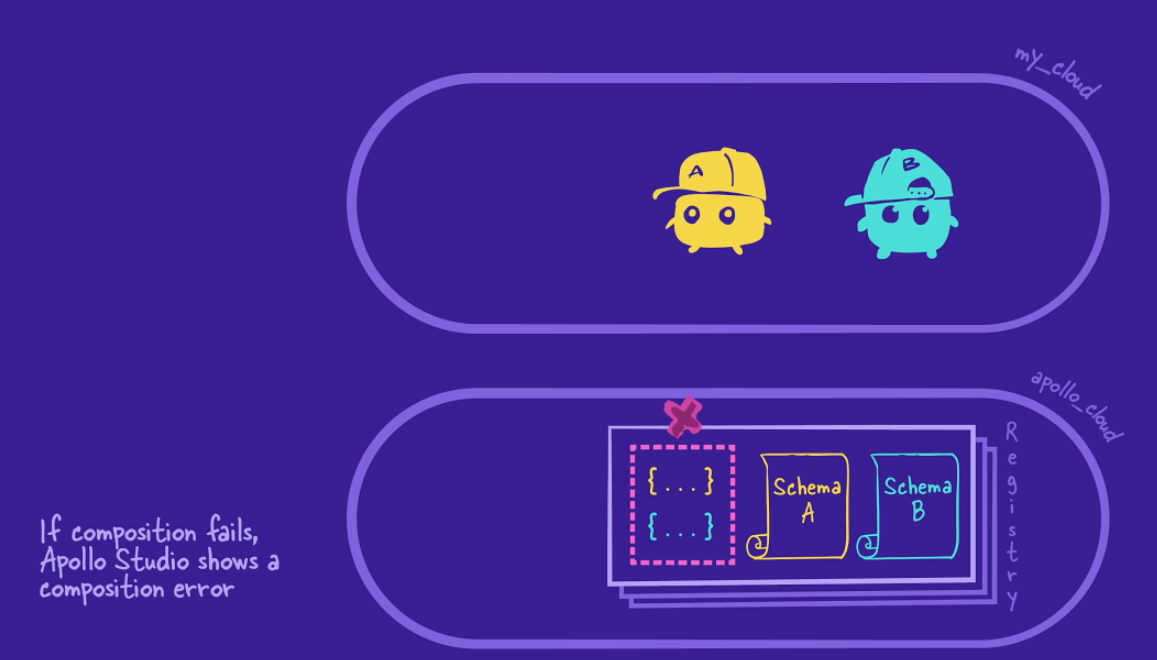 my_cloud
A
B
apollo_cloud
Registry
{...}
{...}
Schema
A
Schema
B
If composition fails,
Apollo Studio shows a
composition error